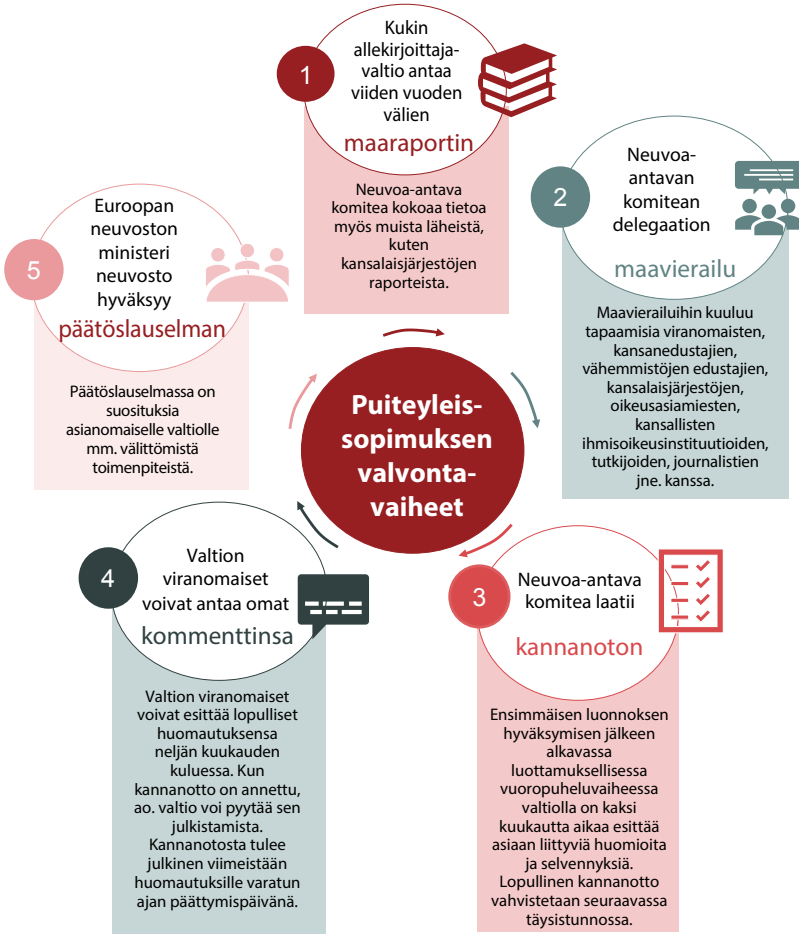 1
Kukin
allekirjoittaja-
valtio antaa
viiden vuoden
välien
maaraportin
Neuvoa-antava
komitea kokoaa tietoa
myös muista läheistä,
kuten
kansalaisjärjestöjen
raporteista.
2
Neuvoa-
antavan
komitean
delegaation
maavierailu
Maavierailuihin kuuluu
tapaamisia viranomaisten,
kansanedustajien,
vähemmistöjen edustajien,
kansalaisjärjestöjen,
oikeusasiamiesten,
kansallisten
ihmisoikeusinstituutioiden,
tutkijoiden, journalistien
jne. kanssa.
3
Neuvoa-antava
komitea laatii
kannanoton
Ensimmäisen luonnoksen
hyväksymisen jälkeen
alkavassa
luottamuksellisessa
vuoropuheluvaiheessa
valtiolla on kaksi
kuukautta aikaa esittää
asiaan liittyviä huomioita
ja selvennyksiä.
Lopullinen kannanotto
vahvistetaan seuraavassa
täysistunnossa.
4
Valtion
viranomaiset
voivat antaa omat
kommenttinsa
Valtion viranomaiset
voivat esittää lopulliset
huomautuksensa
neljän kuukauden
kuluessa. Kun
kannanotto on annettu,
ao. valtio voi pyytää sen
julkistamista.
Kannanotosta tulee
julkinen viimeistään
huomautuksille varatun
ajan päättymispäivänä.
5
Euroopan
neuvoston
ministeri
neuvosto
hyväksyy
päätöslauselman
Päätöslauselmassa on
suosituksia
asianomaiselle valtiolle
mm. välittömistä
toimenpiteistä.
Puiteyleis-
sopimuksen
valvonta-
vaiheet